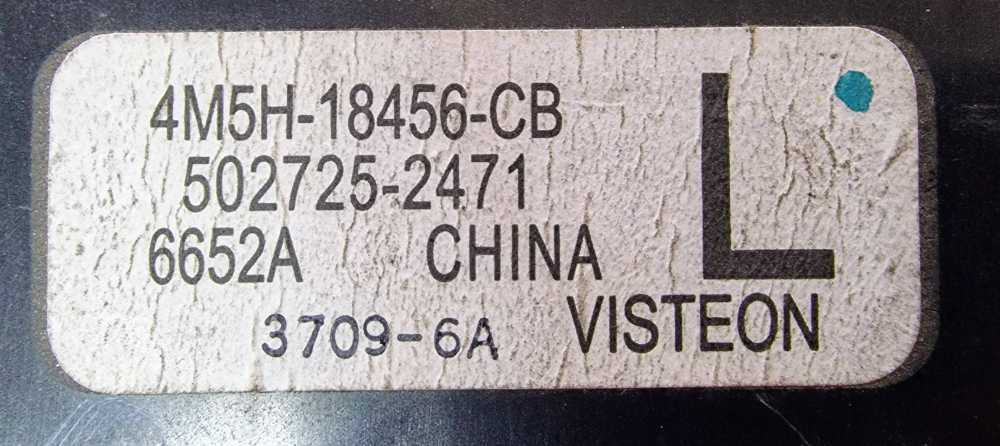 4M5H-18456-CB
502725-2471
6652A CHINA
L
3709-6A VISTEON